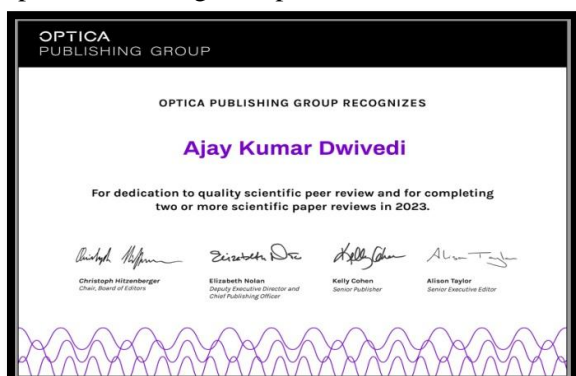 OPTICA
PUBLISHING GROUP
OPTICA PUBLISHING GROUP RECOGNIZES
Ajay Kumar Dwivedi
For dedication to quality scientific peer review and for completing
two or more scientific paper reviews in 2023.
Christoph Hitzenberger
Chair, Board of Editors
Elizabeth Nolan
Deputy Executive Director and
Chief Publishing Officer
Kelly Cohen
Senior Publisher
Alison Taylor
Senior Executive Editor